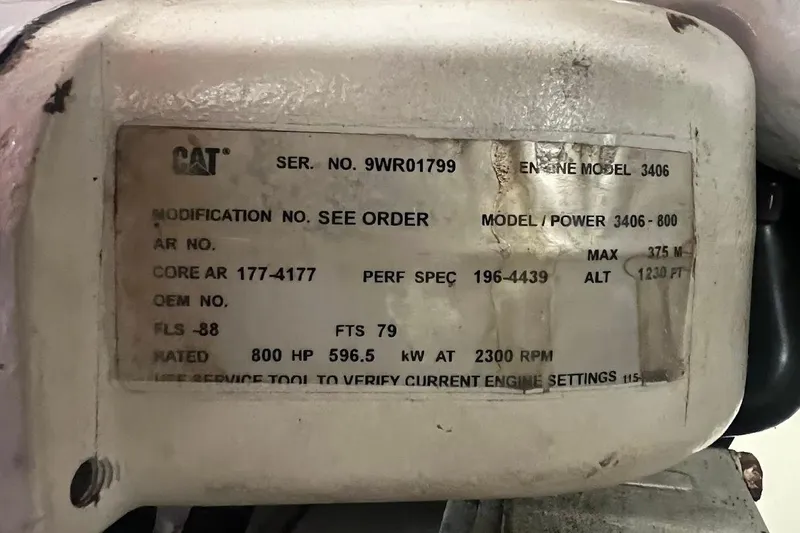 CAT® SER. NO. 9WR01799 ENGINE MODEL 3406
MODIFICATION NO. SEE ORDER MODEL / POWER 3406-800
AR NO.
MAX 375 M
CORE AR 177-4177 PERF SPEC 196-4439 ALT 1230 FT
OEM NO.
FLS -88 FTS 79
RATED 800 HP 596.5 kW AT 2300 RPM
USE SERVICE TOOL TO VERIFY CURRENT ENGINE SETTINGS